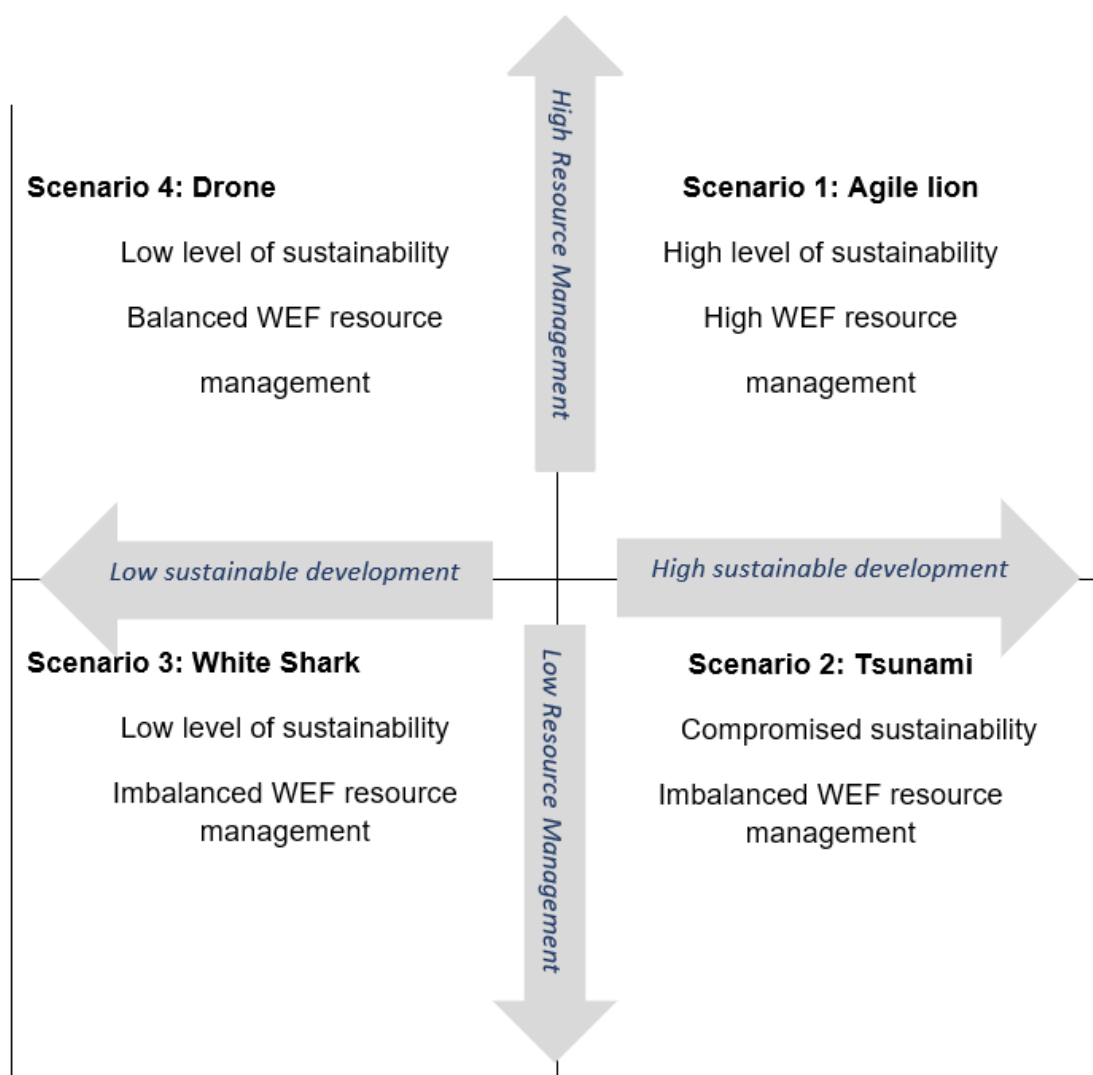 High Resource Management
Scenario 4: Drone
Low level of sustainability
Balanced WEF resource
management
Scenario 1: Agile lion
High level of sustainability
High WEF resource
management
Low sustainable development
High sustainable development
Scenario 3: White Shark
Low level of sustainability
Imbalanced WEF resource
management
Low Resource Management
Scenario 2: Tsunami
Compromised sustainability
Imbalanced WEF resource
management